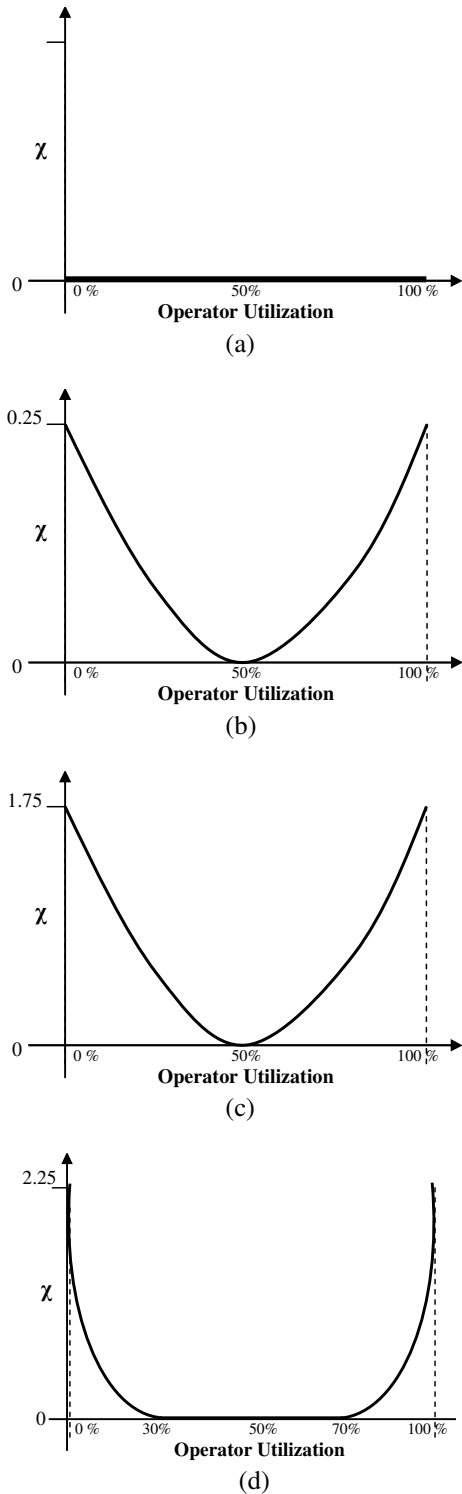 χ
0
0 % 50% 100 %
Operator Utilization
(a)
0.25
χ
0
0 % 50% 100 %
Operator Utilization
(b)
1.75
χ
0
0 % 50% 100 %
Operator Utilization
(c)
2.25
χ
0
0 % 30% 50% 70% 100 %
Operator Utilization
(d)